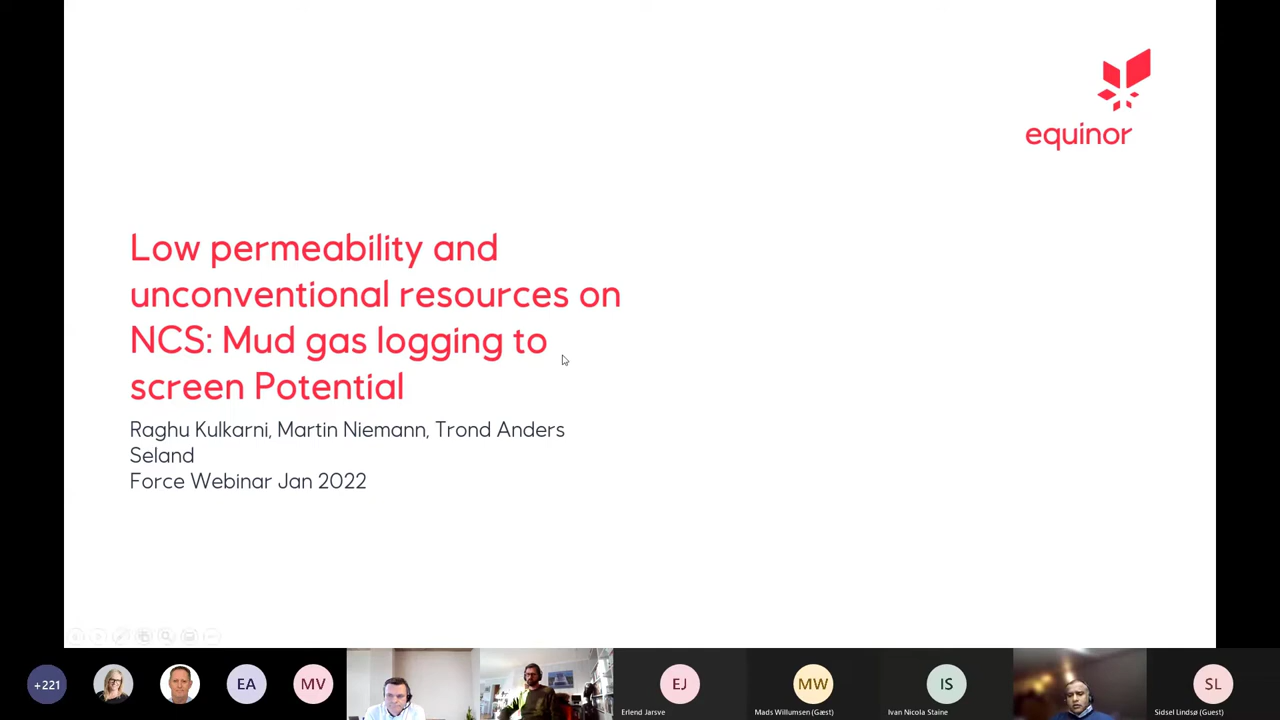 equinor
Low permeability and
unconventional resources on
NCS: Mud gas logging to
screen Potential
Raghu Kulkarni, Martin Niemann, Trond Anders
Seland
Force Webinar Jan 2022
+221
EA
MV
EJ
MW
IS
SL
Erlend Jarsve
Mads Willumsen (Gæst)
Ivan Nicola Staine
Sidsel Lindsø (Guest)